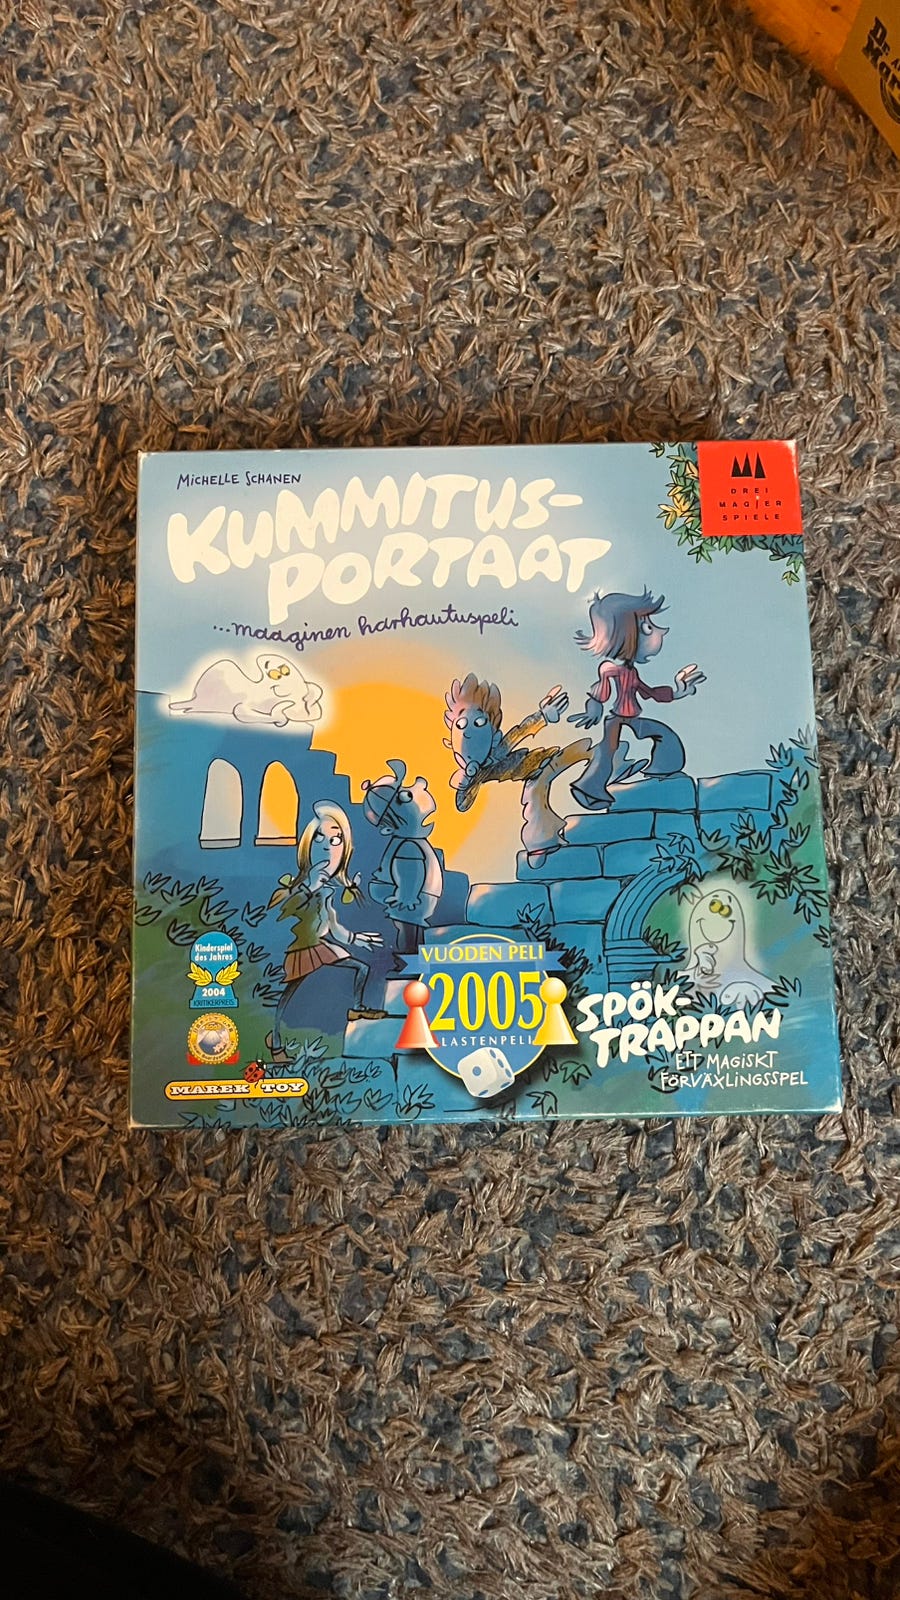 MICHELLE SCHANEN
KUMMITUS-
PORTAAT
...maaginen harhautuspeli
DREI
MAGIER
SPIELE
Kinderspiel
des Jahres
2004
KRITIKERPREIS
VUODEN PELI
2005
LASTENPELI
SPÖK-
TRAPPAN
ETT MAGISKT
FÖRVÄXLINGSSPEL
MAREK TOY